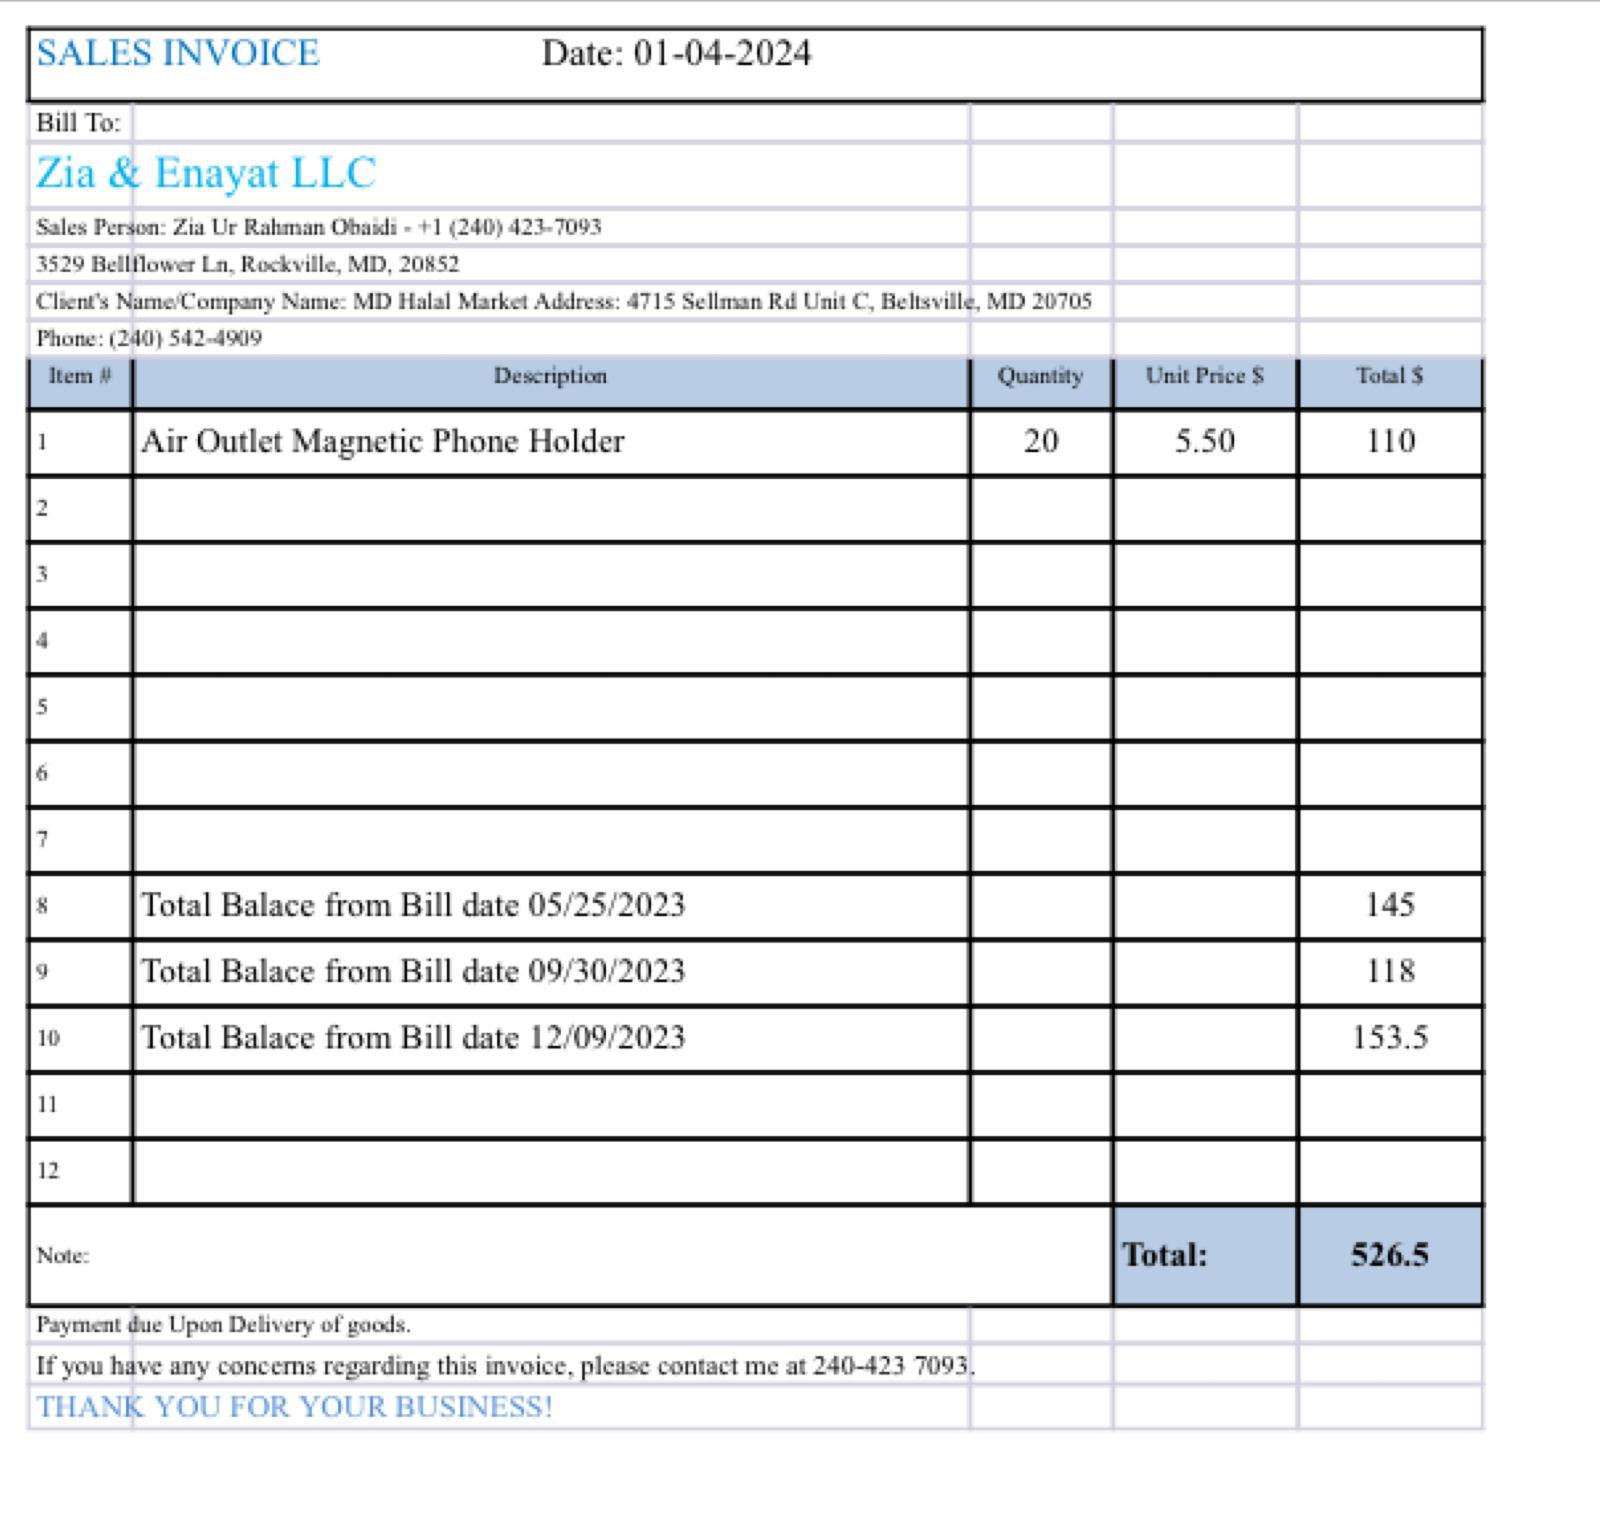 SALES INVOICE Date: 01-04-2024
Bill To:
Zia & Enayat LLC
Sales Person: Zia Ur Rahman Obaidi - +1 (240) 423-7093
3529 Bellflower Ln, Rockville, MD, 20852
Client's Name/Company Name: MD Halal Market Address: 4715 Sellman Rd Unit C, Beltsville, MD 20705
Phone: (240) 542-4909
Item # Description Quantity Unit Price $ Total $
1 Air Outlet Magnetic Phone Holder 20 5.50 110
2
3
4
5
6
7
8 Total Balace from Bill date 05/25/2023 145
9 Total Balace from Bill date 09/30/2023 118
10 Total Balace from Bill date 12/09/2023 153.5
11
12
Note: Total: 526.5
Payment due Upon Delivery of goods.
If you have any concerns regarding this invoice, please contact me at 240-423 7093.
THANK YOU FOR YOUR BUSINESS!